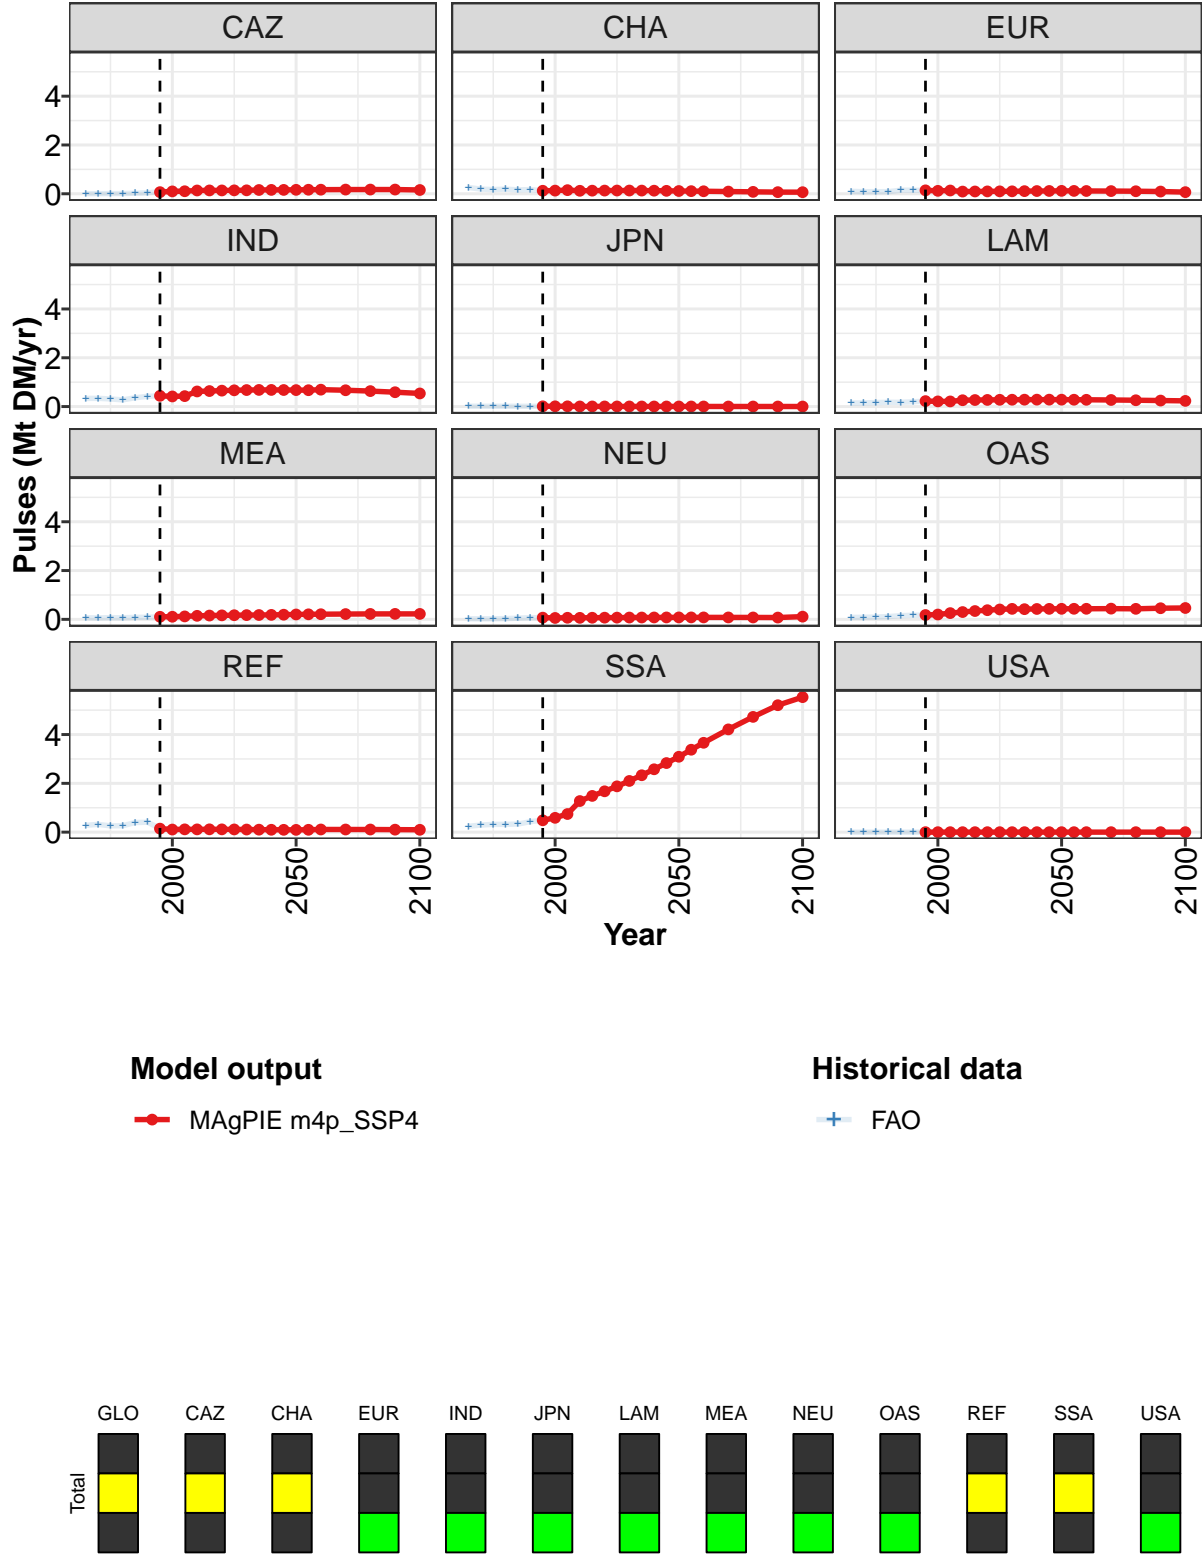 CAZ CHA EUR
4
2
0
IND JPN LAM
4
2
0
Pulses (Mt DM/yr)
MEA NEU OAS
4
2
0
REF SSA USA
4
2
0
2000 2050 2100 2000 2050 2100 2000 2050 2100
Year
Model output Historical data
MAgPIE m4p_SSP4 FAO
GLO CAZ CHA EUR IND JPN LAM MEA NEU OAS REF SSA USA
Total